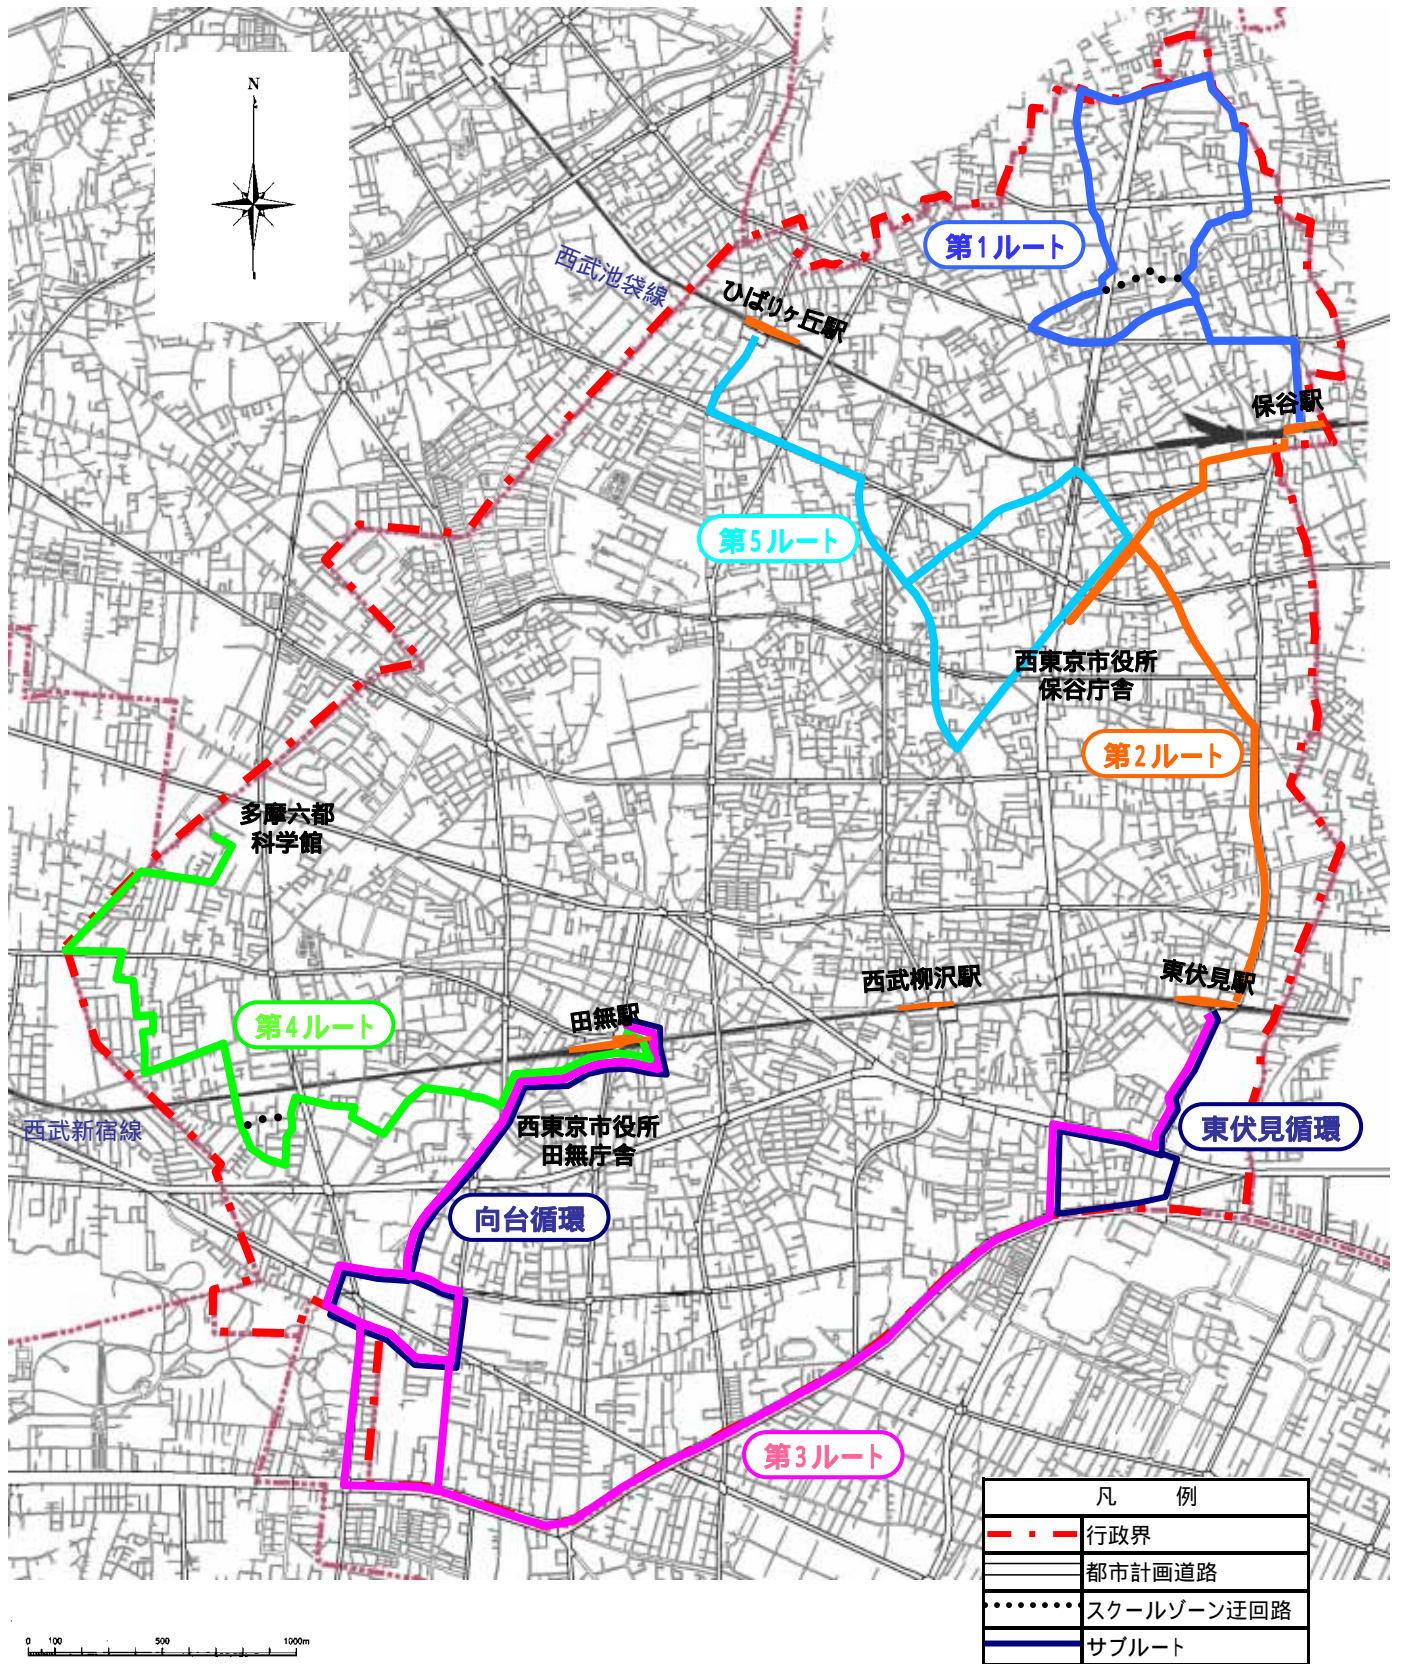 N
第1ルート
西武池袋線
ひばりヶ丘駅
保谷駅
第5ルート
西東京市役所
保谷庁舎
第2ルート
多摩六都
科学館
西武柳沢駅
東伏見駅
第4ルート
田無駅
西武新宿線
西東京市役所
田無庁舎
東伏見循環
向台循環
第3ルート
凡 例
行政界
都市計画道路
スクールゾーン迂回路
サブルート
0 100 500 1000m